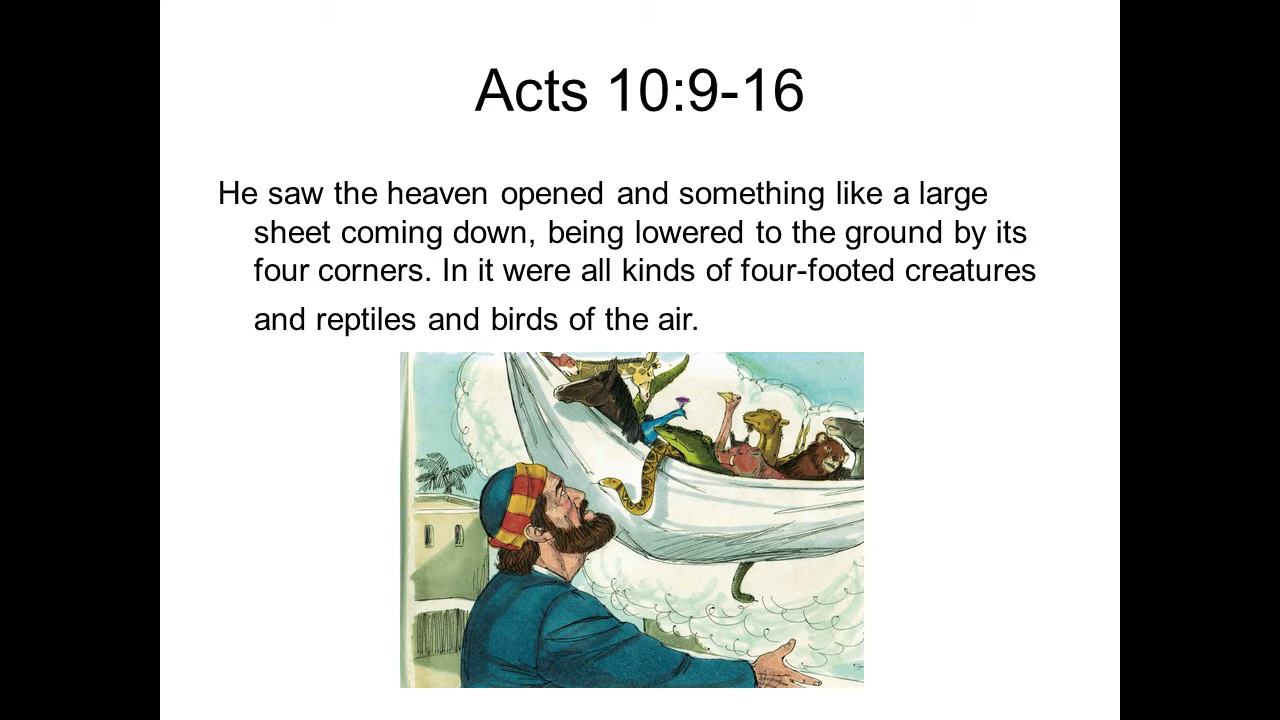 Acts 10:9-16
He saw the heaven opened and something like a large
sheet coming down, being lowered to the ground by its
four corners. In it were all kinds of four-footed creatures
and reptiles and birds of the air.